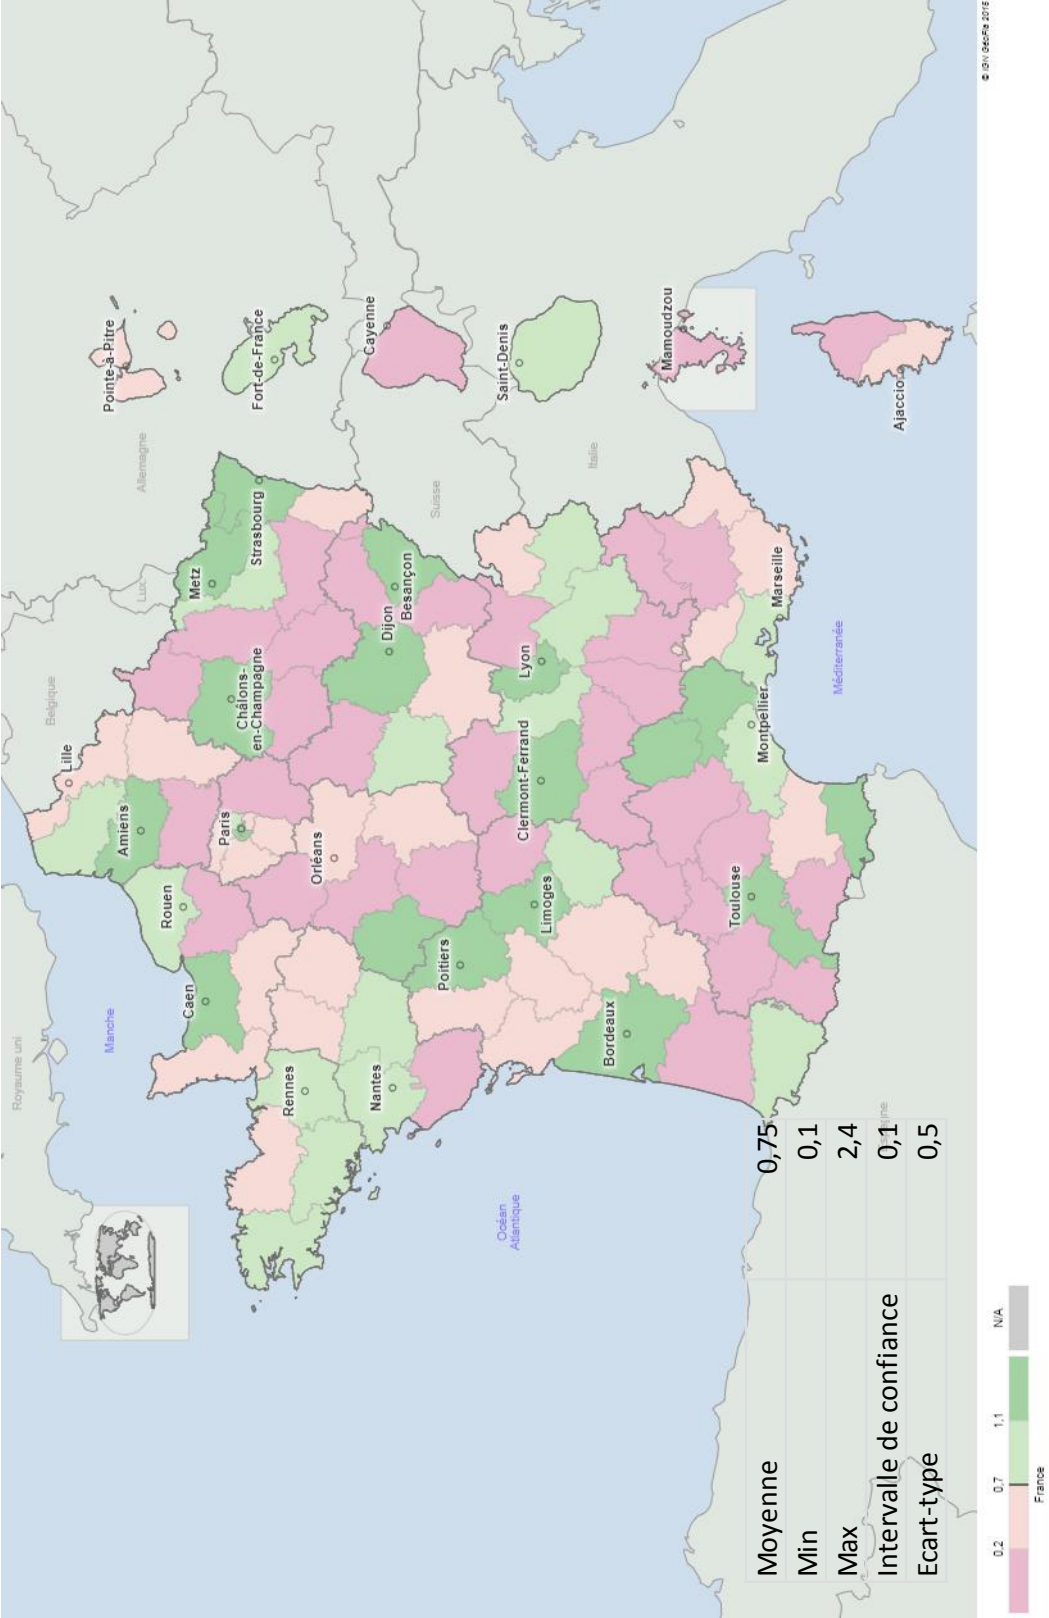 Royaume uni
Manche
Belgique
Lux.
Allemagne
Suisse
Italie
Océan
Atlantique
Méditerranée
Lille
Amiens
Rouen
Caen
Paris
Châlons-
en-Champagne
Metz
Strasbourg
Rennes
Nantes
Orléans
Dijon
Besançon
Poitiers
Limoges
Clermont-Ferrand
Lyon
Bordeaux
Toulouse
Montpellier
Marseille
Pointe-à-Pitre
Fort-de-France
Cayenne
Saint-Denis
Mamoudzou
Ajaccio
Moyenne 0,75
Min 0,1
Max 2,4
Intervalle de confiance 0,1
Ecart-type 0,5
0,2 0,7 1,1 N/A
France
© IGN GéoFla 2015